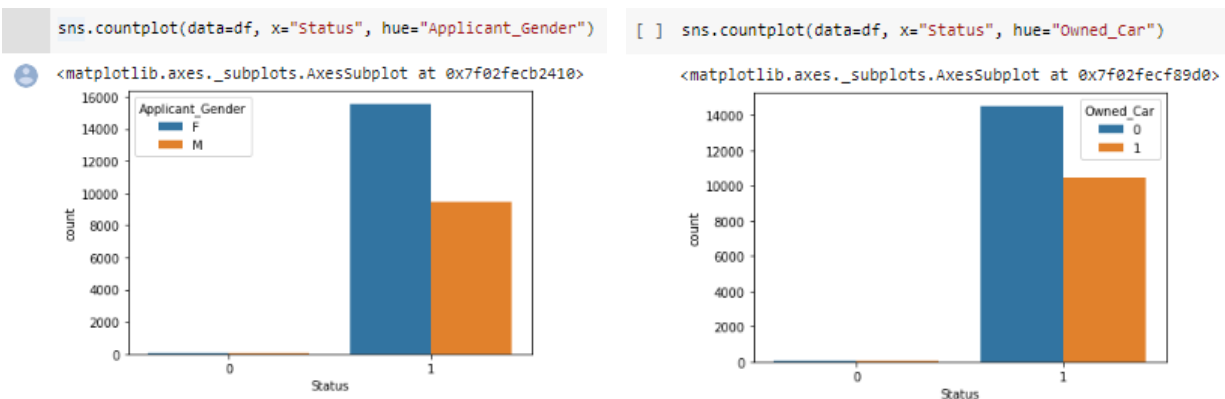 sns.countplot(data=df, x="Status", hue="Applicant_Gender")
<matplotlib.axes._subplots.AxesSubplot at 0x7f02fecb2410>
Applicant_Gender
F
M
16000
14000
12000
10000
8000
6000
4000
2000
0
count
0 1
Status
[ ] sns.countplot(data=df, x="Status", hue="Owned_Car")
<matplotlib.axes._subplots.AxesSubplot at 0x7f02fecf89d0>
Owned_Car
0
1
14000
12000
10000
8000
6000
4000
2000
0
count
0 1
Status